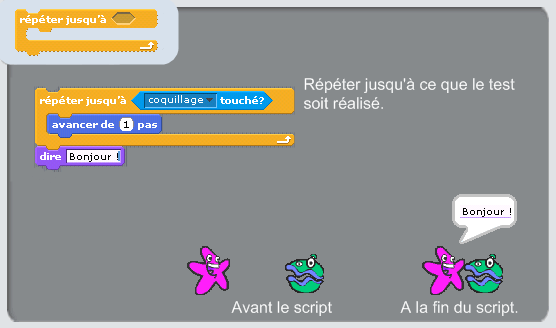 répéter jusqu'à
répéter jusqu'à coquillage touché?
avancer de 1 pas
dire Bonjour !
Répéter jusqu'à ce que le test
soit réalisé.
Bonjour !
Avant le script
A la fin du script.